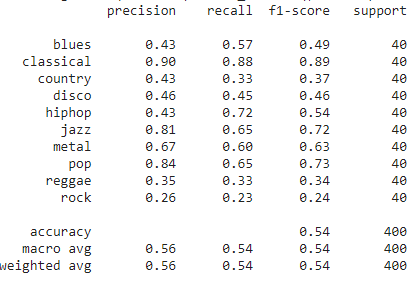 precision recall f1-score support
blues 0.43 0.57 0.49 40
classical 0.90 0.88 0.89 40
country 0.43 0.33 0.37 40
disco 0.46 0.45 0.46 40
hiphop 0.43 0.72 0.54 40
jazz 0.81 0.65 0.72 40
metal 0.67 0.60 0.63 40
pop 0.84 0.65 0.73 40
reggae 0.35 0.33 0.34 40
rock 0.26 0.23 0.24 40
accuracy 0.54 400
macro avg 0.56 0.54 0.54 400
weighted avg 0.56 0.54 0.54 400